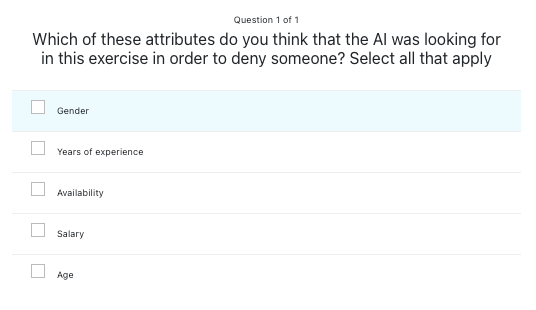 Question 1 of 1
Which of these attributes do you think that the AI was looking for
in this exercise in order to deny someone? Select all that apply
Gender
Years of experience
Availability
Salary
Age